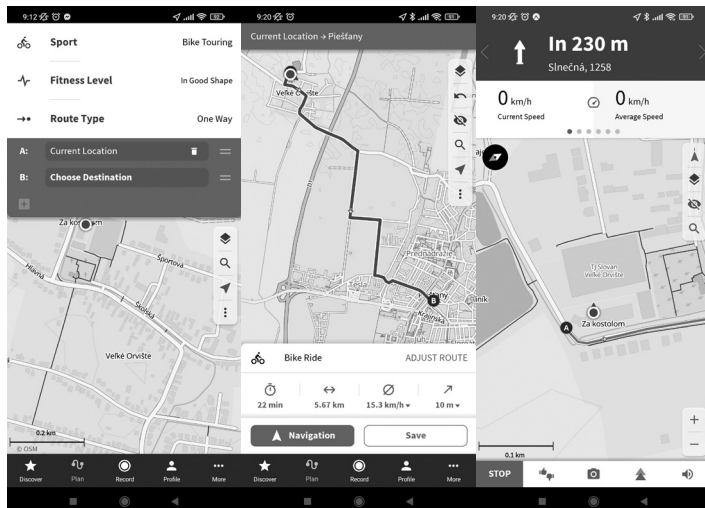 9:12
92
Sport
Bike Touring
Fitness Level
In Good Shape
Route Type
One Way
A:
Current Location
B:
Choose Destination
Za kostolom
Športová
Hlavná
Školská
Veľké Orvište
0.2 km
© OSM
Discover
Plan
Record
Profile
More
9:20
Current Location → Piešťany
Veľké Orvište
D1
Prednádražie
Tesla
Krajinská
B
Bike Ride
ADJUST ROUTE
22 min
5.67 km
15.3 km/h
10 m
Navigation
Save
Discover
Plan
Record
Profile
More
9:20
In 230 m
Slnečná, 1258
0 km/h
0 km/h
Current Speed
Average Speed
TJ Slovan
Veľké Orvište
Za kostolom
A
0.1 km
STOP